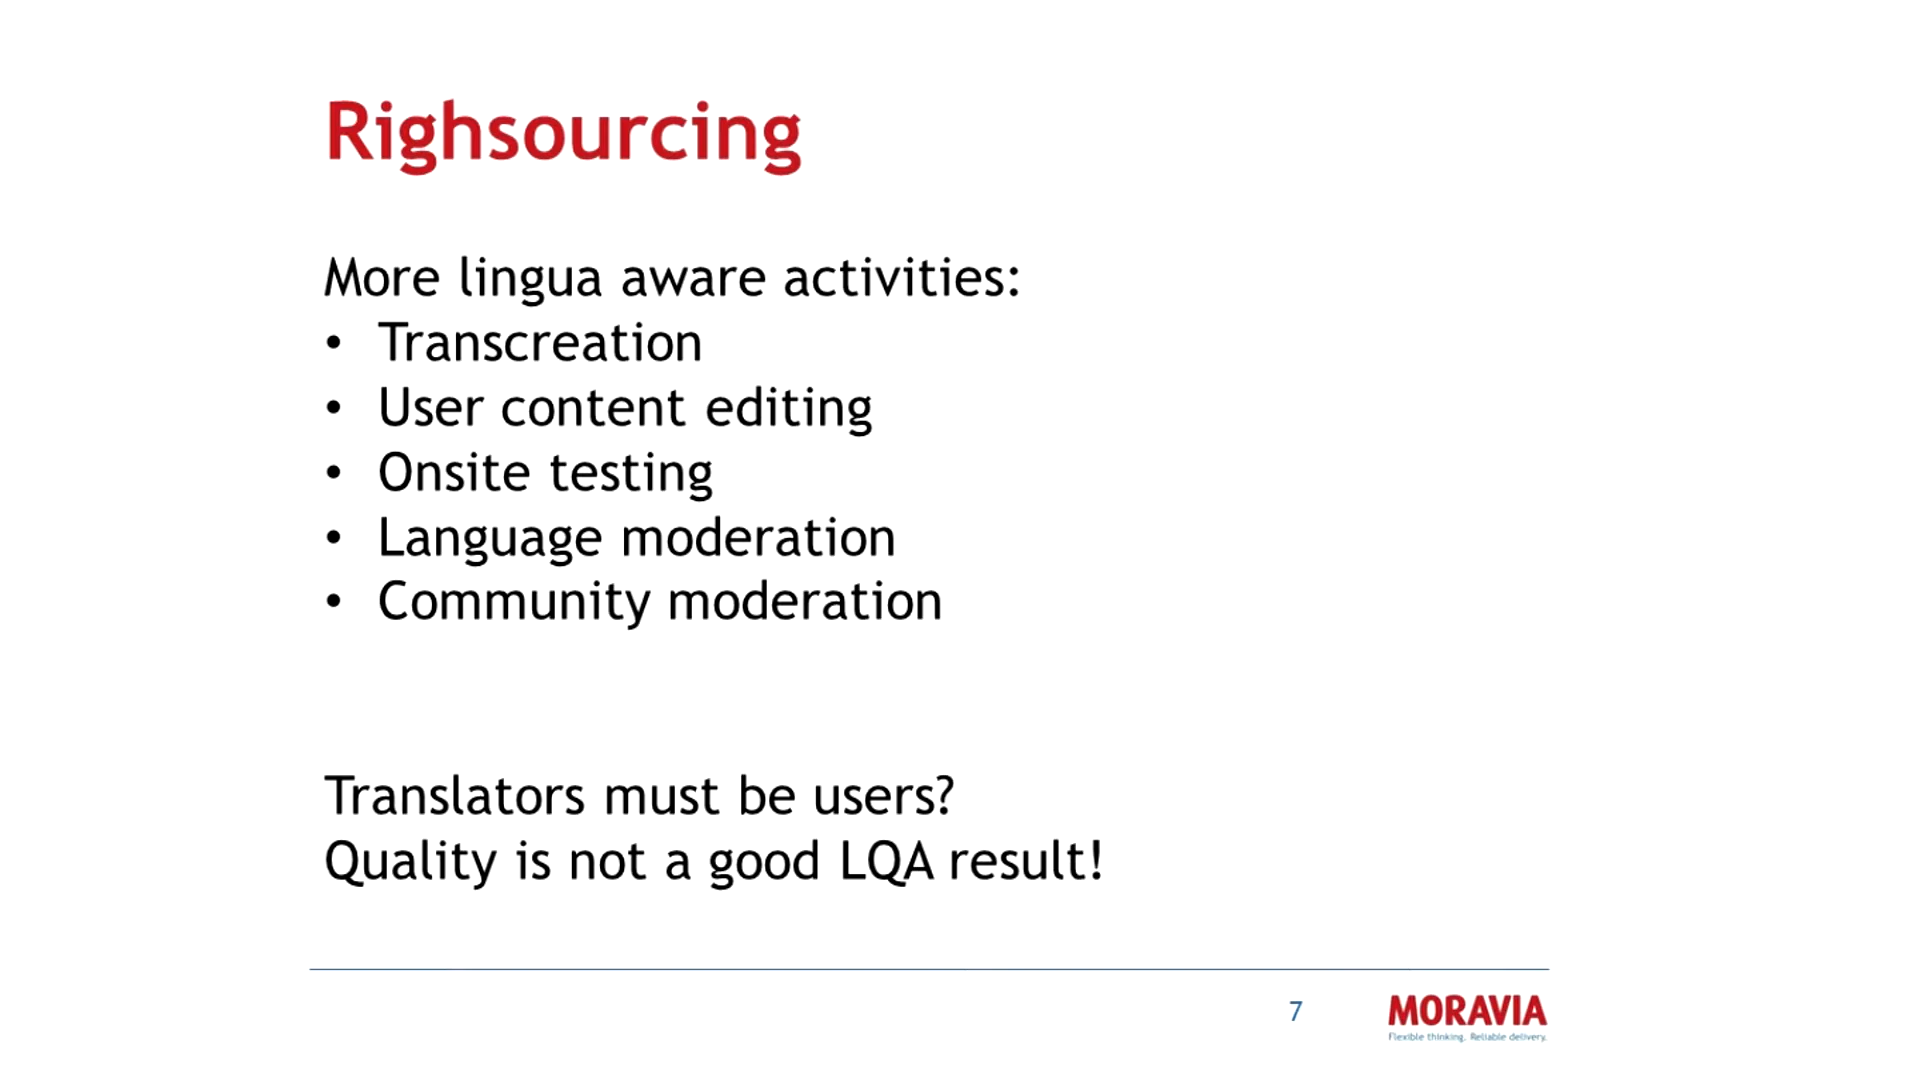 Righsourcing
More lingua aware activities:
• Transcreation
• User content editing
• Onsite testing
• Language moderation
• Community moderation
Translators must be users?
Quality is not a good LQA result!
7
MORAVIA
Flexible thinking. Reliable delivery.